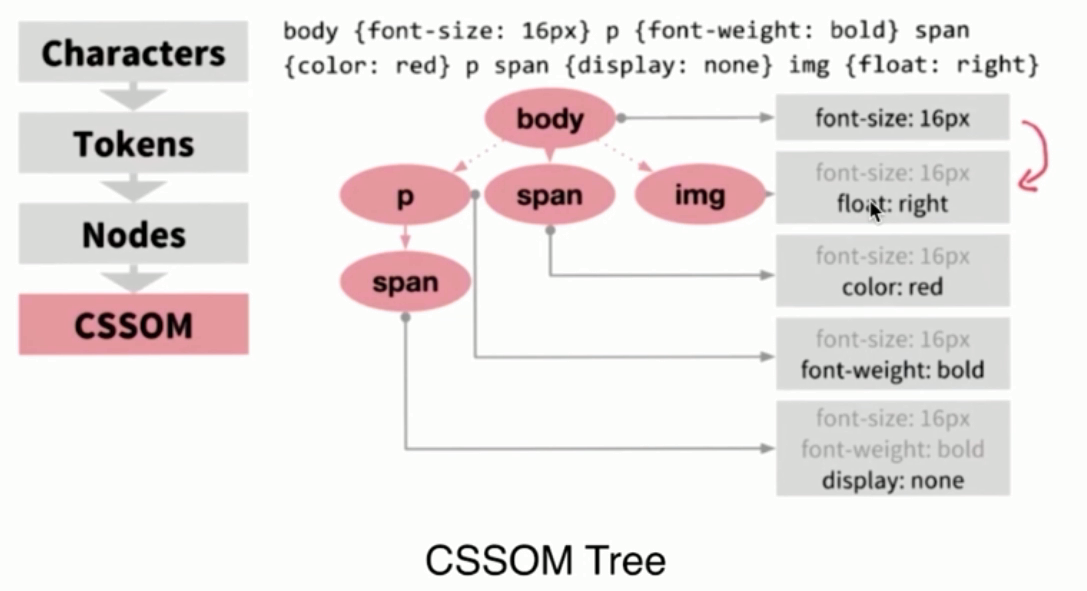 Characters
Tokens
Nodes
CSSOM
body {font-size: 16px} p {font-weight: bold} span
{color: red} p span {display: none} img {float: right}
body
p
span
img
span
font-size: 16px
font-size: 16px
float: right
font-size: 16px
color: red
font-size: 16px
font-weight: bold
font-size: 16px
font-weight: bold
display: none
CSSOM Tree